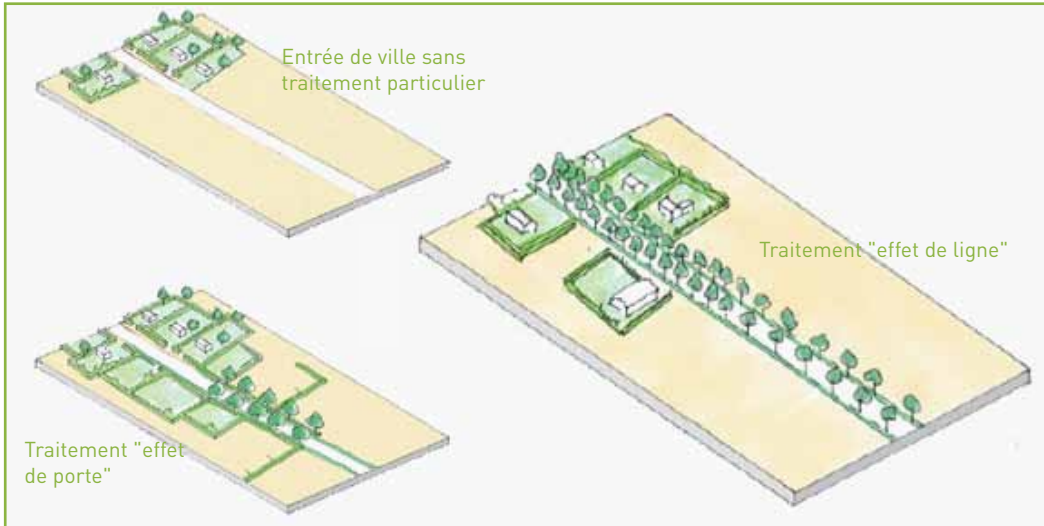 Entrée de ville sans
traitement particulier
Traitement "effet de ligne"
Traitement "effet
de porte"